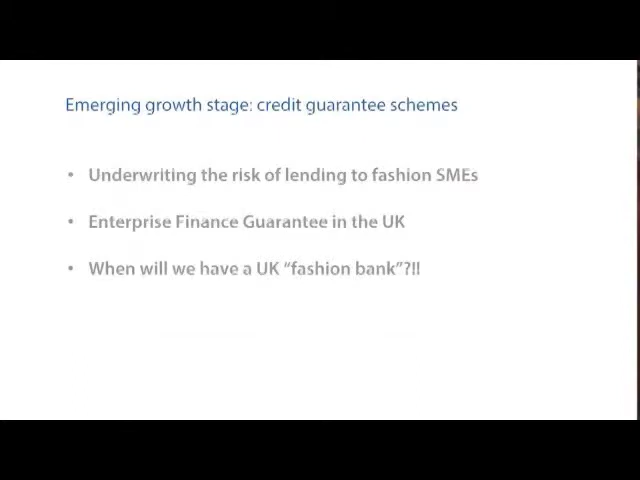 Emerging growth stage: credit guarantee schemes
• Underwriting the risk of lending to fashion SMEs
• Enterprise Finance Guarantee in the UK
• When will we have a UK “fashion bank”?!!